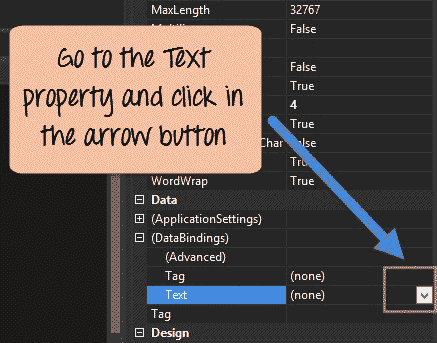 MaxLength 32767
False
Go to the Text
property and click in
the arrow button
False
True
4
True
Char False
True
WordWrap True
Data
(ApplicationSettings)
(DataBindings)
(Advanced)
Tag (none)
Text (none)
Tag
Design